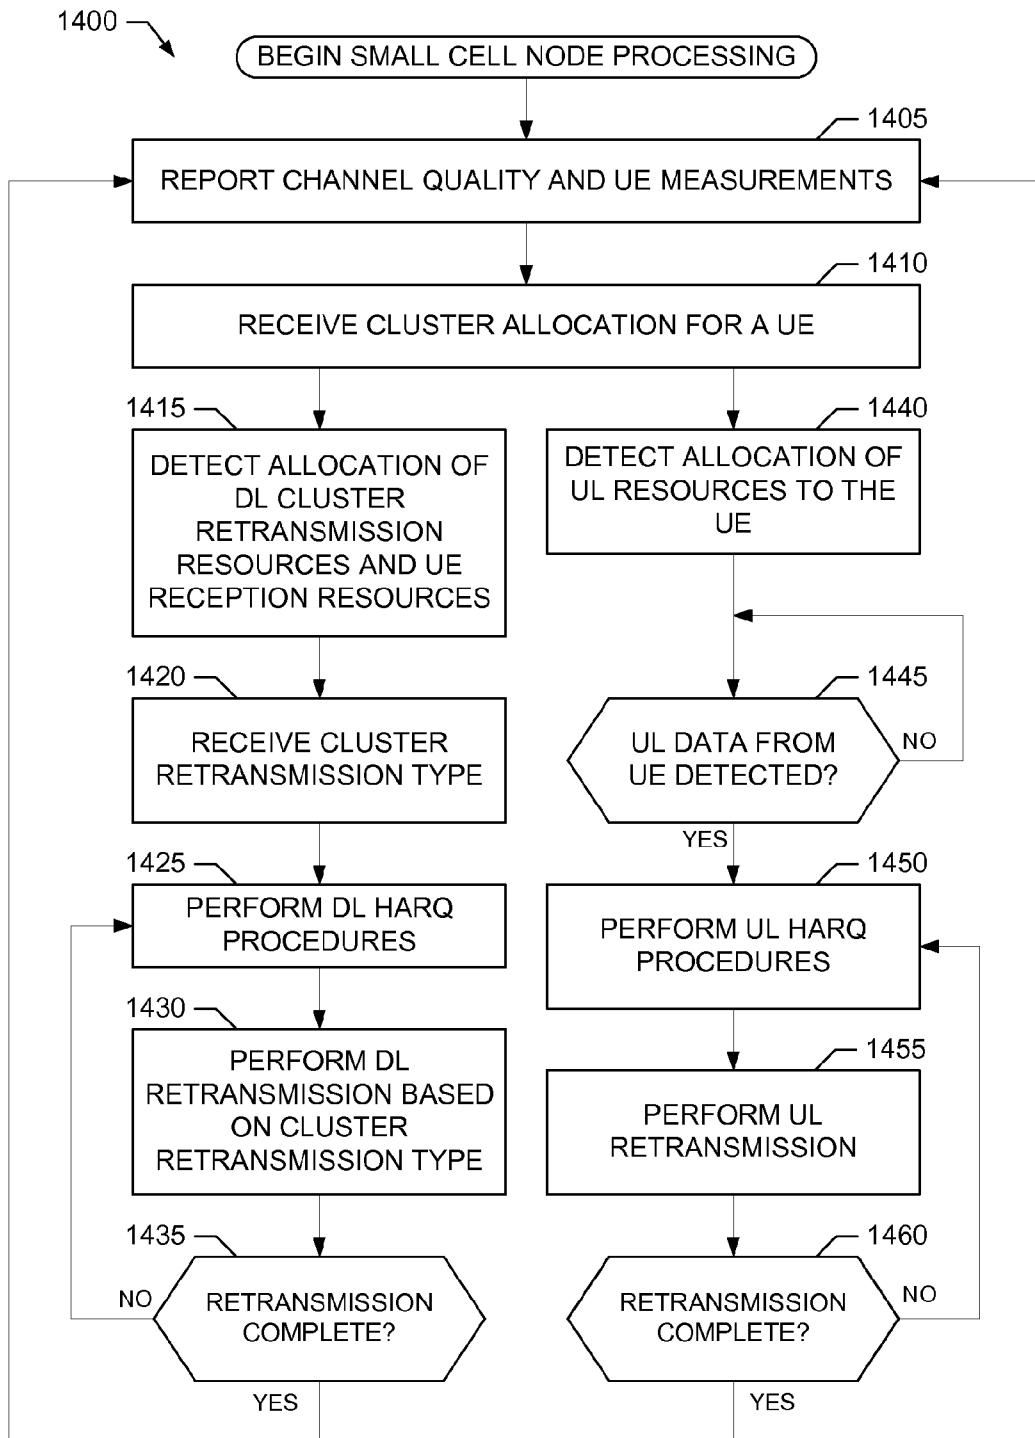 1400
BEGIN SMALL CELL NODE PROCESSING
1405
REPORT CHANNEL QUALITY AND UE MEASUREMENTS
1410
RECEIVE CLUSTER ALLOCATION FOR A UE
1415
DETECT ALLOCATION OF
DL CLUSTER
RETRANSMISSION
RESOURCES AND UE
RECEPTION RESOURCES
1420
RECEIVE CLUSTER
RETRANSMISSION TYPE
1425
PERFORM DL HARQ
PROCEDURES
1430
PERFORM DL
RETRANSMISSION BASED
ON CLUSTER
RETRANSMISSION TYPE
1435
RETRANSMISSION
COMPLETE?
NO
YES
1440
DETECT ALLOCATION OF
UL RESOURCES TO THE
UE
1445
UL DATA FROM
UE DETECTED?
NO
YES
1450
PERFORM UL HARQ
PROCEDURES
1455
PERFORM UL
RETRANSMISSION
1460
RETRANSMISSION
COMPLETE?
NO
YES